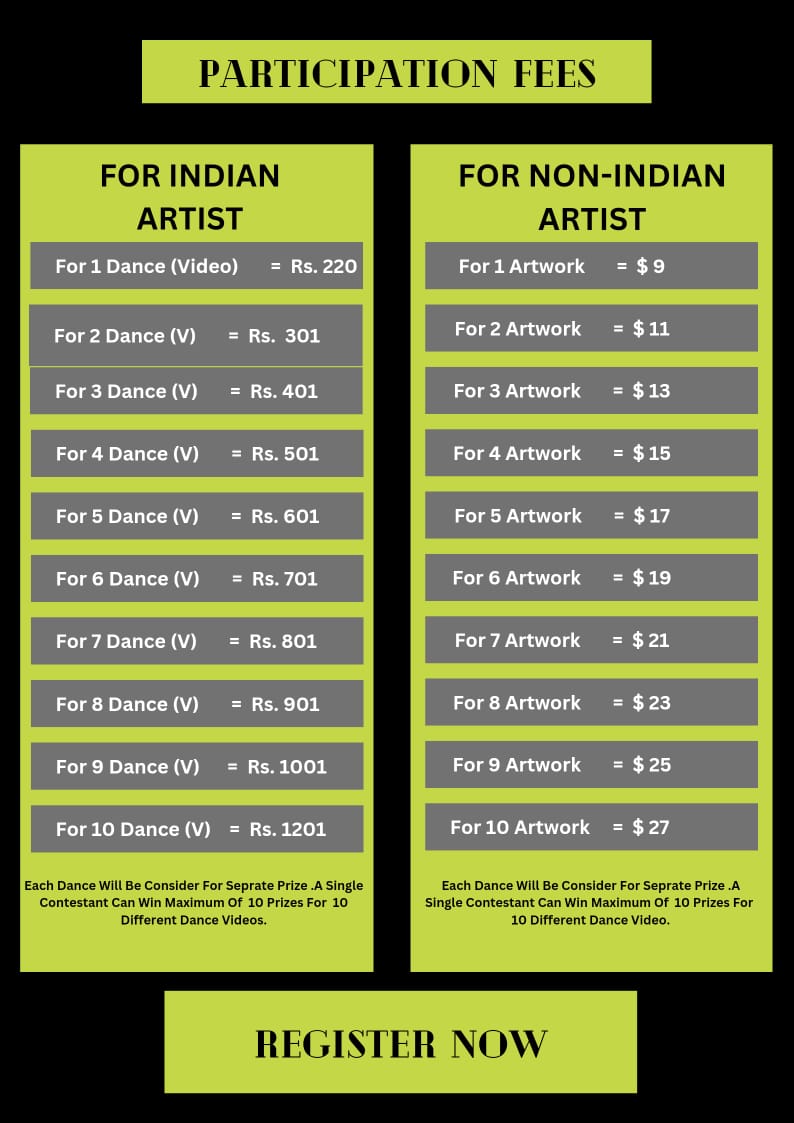 PARTICIPATION FEES
FOR INDIAN
ARTIST
For 1 Dance (Video) = Rs. 220
For 2 Dance (V) = Rs. 301
For 3 Dance (V) = Rs. 401
For 4 Dance (V) = Rs. 501
For 5 Dance (V) = Rs. 601
For 6 Dance (V) = Rs. 701
For 7 Dance (V) = Rs. 801
For 8 Dance (V) = Rs. 901
For 9 Dance (V) = Rs. 1001
For 10 Dance (V) = Rs. 1201
Each Dance Will Be Consider For Seprate Prize .A Single
Contestant Can Win Maximum Of 10 Prizes For 10
Different Dance Videos.
FOR NON-INDIAN
ARTIST
For 1 Artwork = $ 9
For 2 Artwork = $ 11
For 3 Artwork = $ 13
For 4 Artwork = $ 15
For 5 Artwork = $ 17
For 6 Artwork = $ 19
For 7 Artwork = $ 21
For 8 Artwork = $ 23
For 9 Artwork = $ 25
For 10 Artwork = $ 27
Each Dance Will Be Consider For Seprate Prize .A
Single Contestant Can Win Maximum Of 10 Prizes For
10 Different Dance Video.
REGISTER NOW